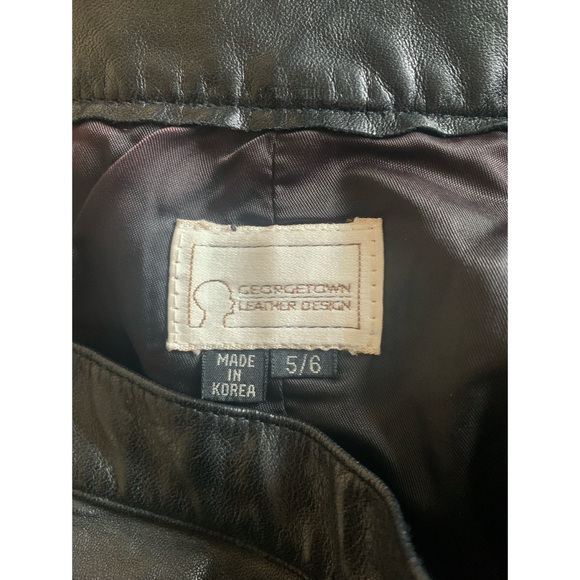 GEORGETOWN
LEATHER DESIGN
MADE
IN
KOREA
5/6